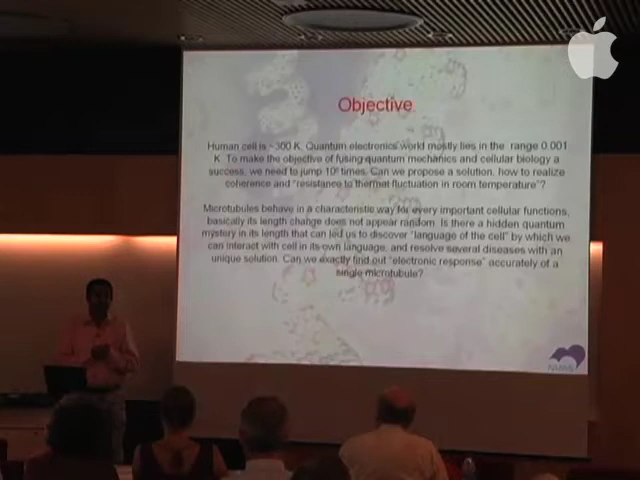 Objective
Human cell is ~300 K. Quantum electronics world mostly lies in the range 0.001
K. To make the objective of fusing quantum mechanics and cellular biology a
success, we need to jump 10⁶ times. Can we propose a solution, how to realize
coherence and "resistance to thermal fluctuation in room temperature"?
Microtubules behave in a characteristic way for every important cellular functions,
basically its length change does not appear random. Is there a hidden quantum
mystery in its length that can led us to discover "language of the cell" by which we
can interact with cell in its own language, and resolve several diseases with an
unique solution. Can we exactly find out "electronic response" accurately of a
single microtubule?